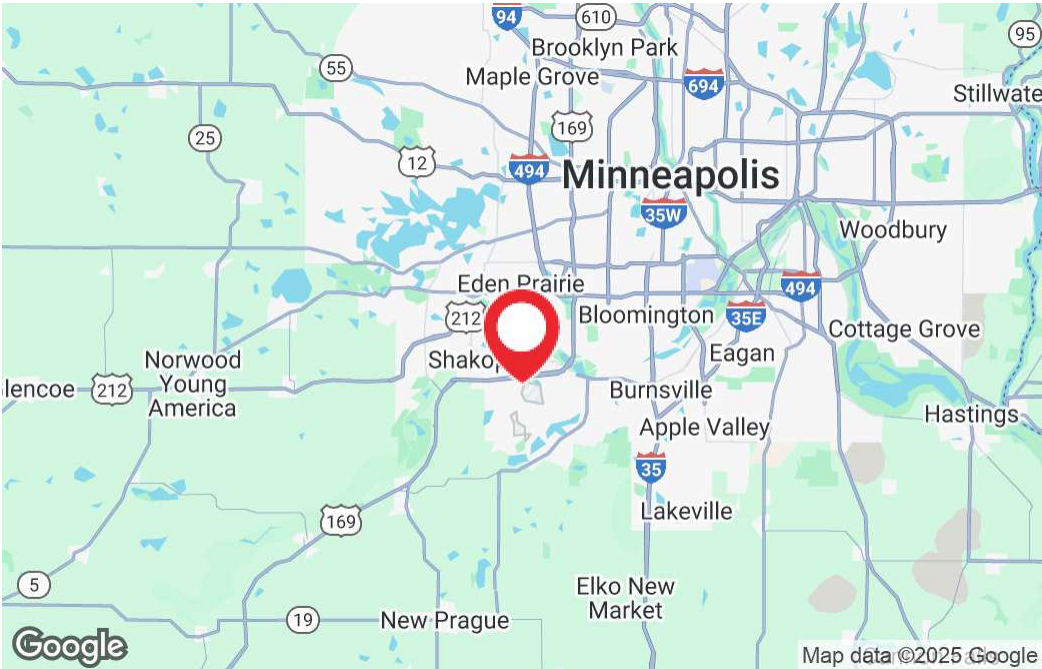 94
610
95
Brooklyn Park
55
Maple Grove
694
Stillwate
25
169
12
494
Minneapolis
35W
Woodbury
Eden Prairie
494
212
Bloomington
35E
Cottage Grove
Shakop
Eagan
Norwood
Young
America
lencoe
212
Burnsville
Hastings
Apple Valley
35
Lakeville
169
5
Elko New
Market
19
New Prague
Google
Map data ©2025 Google